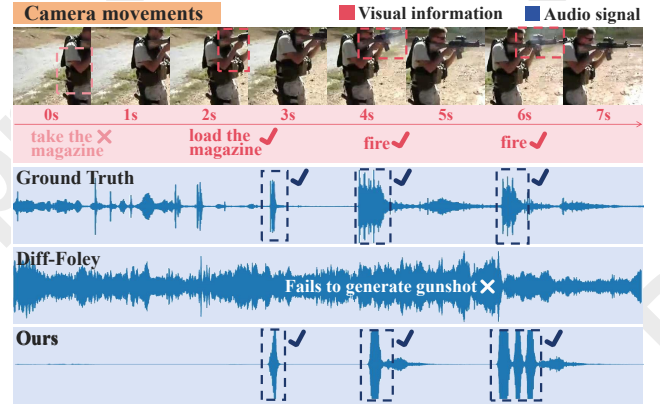 Camera movements
Visual information
Audio signal
0s 1s 2s 3s 4s 5s 6s 7s
take the
magazine
load the
magazine
fire
fire
Ground Truth
Diff-Foley
Fails to generate gunshot
Ours